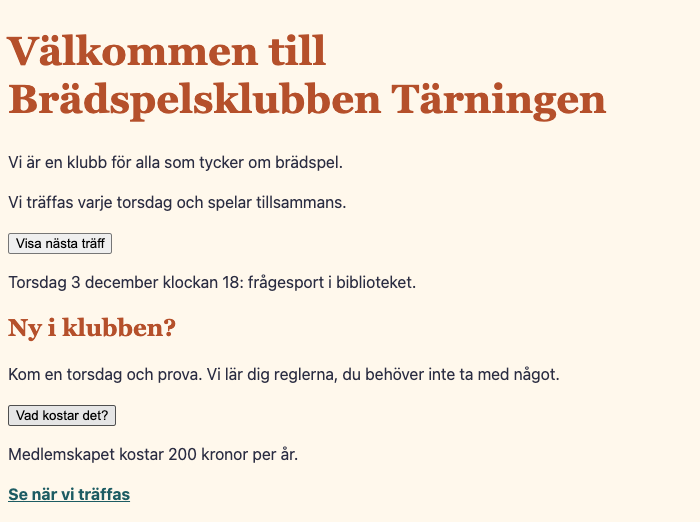 Välkommen till
Brädspelsklubben Tärningen
Vi är en klubb för alla som tycker om brädspel.
Vi träffas varje torsdag och spelar tillsammans.
Visa nästa träff
Torsdag 3 december klockan 18: frågesport i biblioteket.
Ny i klubben?
Kom en torsdag och prova. Vi lär dig reglerna, du behöver inte ta med något.
Vad kostar det?
Medlemskapet kostar 200 kronor per år.
Se när vi träffas